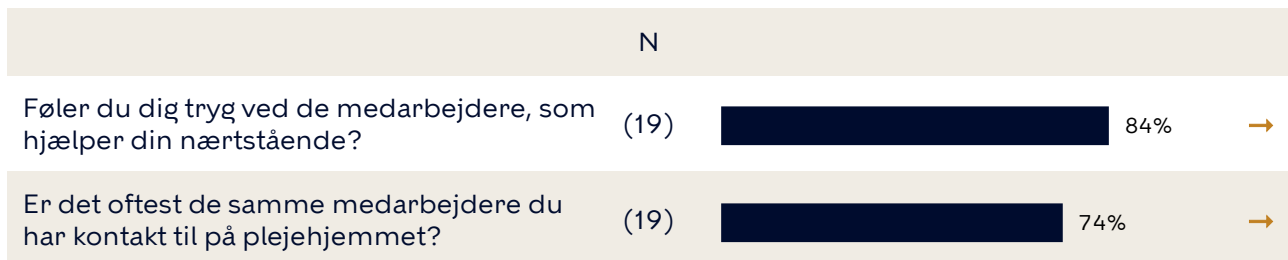 N
Føler du dig tryg ved de medarbejdere, som
hjælper din nærtstående?
(19)
84%
→
Er det oftest de samme medarbejdere du
har kontakt til på plejehjemmet?
(19)
74%
→